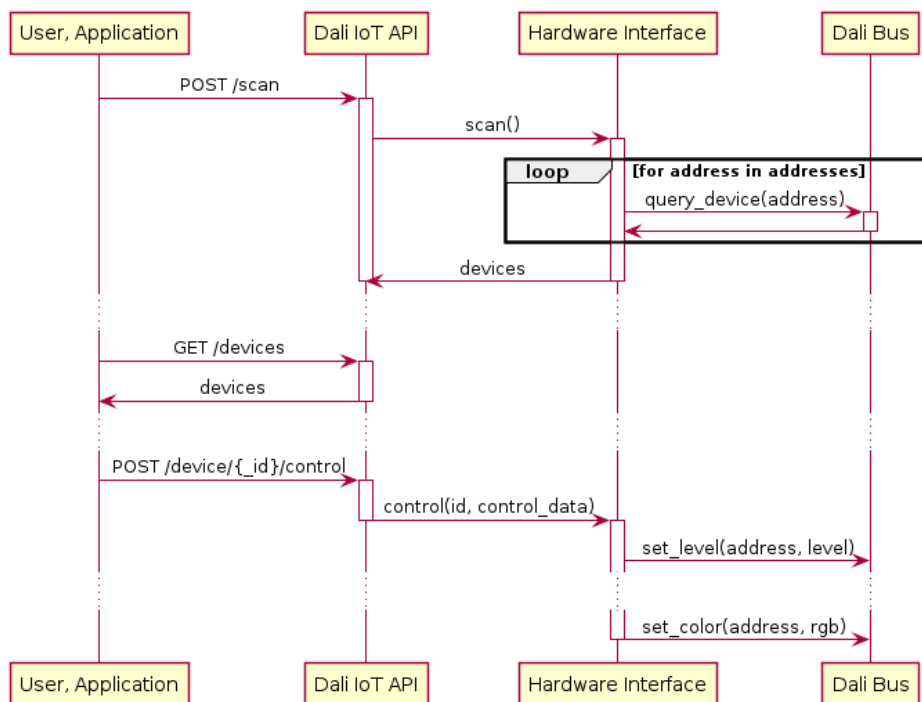 User, Application
Dali IoT API
Hardware Interface
Dali Bus
POST /scan
scan()
loop
[for address in addresses]
query_device(address)
devices
GET /devices
devices
POST /device/{_id}/control
control(id, control_data)
set_level(address, level)
set_color(address, rgb)
User, Application
Dali IoT API
Hardware Interface
Dali Bus